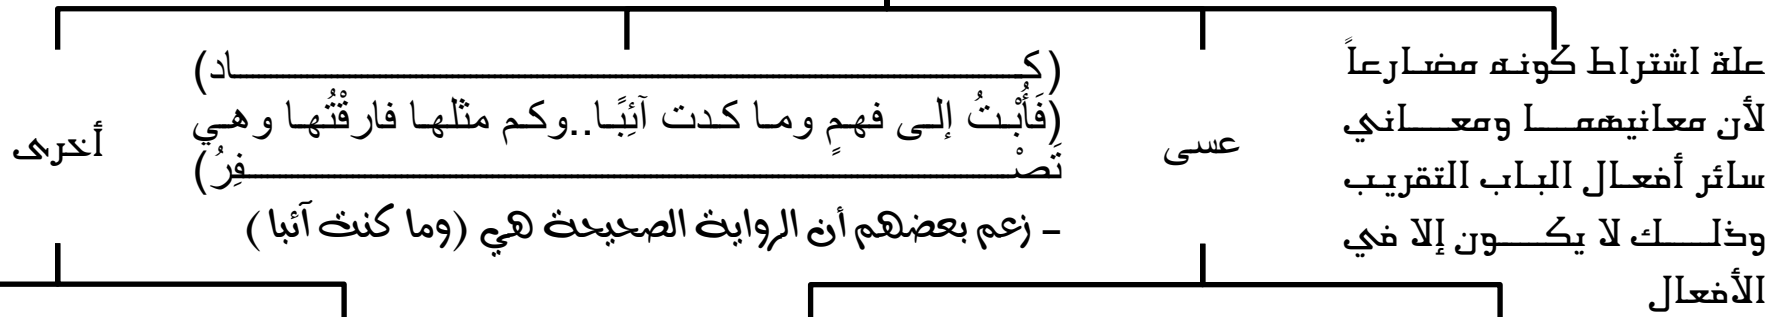 علة اشتراط كونه مضارعاً
لأن معانيهما ومعاني
سائر أفعال الباب التقريب
وذلك لا يكون إلا في
الأفعال
عسى
(كاد)
(فَأُبْتُ إلى فهمٍ وما كدت آئِبًا..وكم مثلها فارقْتُها وهي
تَصْفِرُ)
- زعم بعضهم أن الرواية الصحيحة هي (وما كنت آئبا)
أخرى